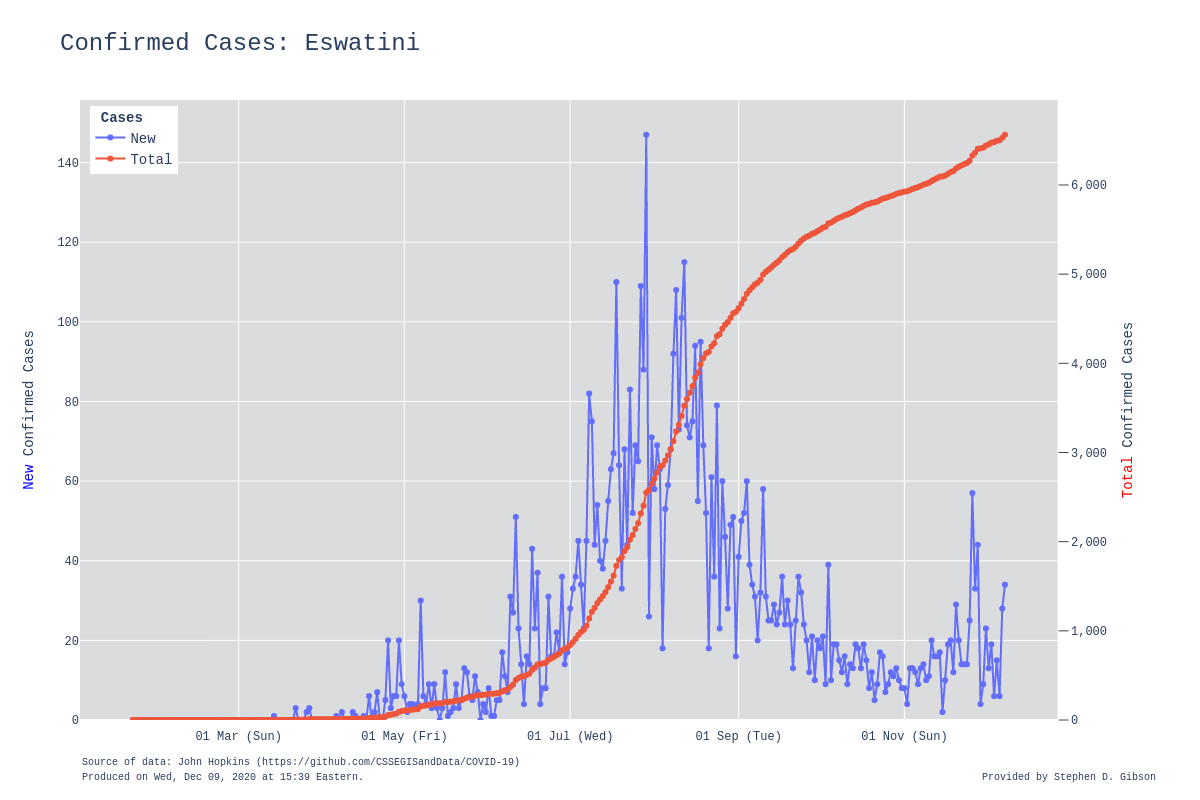 Confirmed Cases: Eswatini
Cases
New
Total
140
120
100
80
60
40
20
0
6,000
5,000
4,000
3,000
2,000
1,000
0
New Confirmed Cases
Total Confirmed Cases
01 Mar (Sun)
01 May (Fri)
01 Jul (Wed)
01 Sep (Tue)
01 Nov (Sun)
Source of data: John Hopkins (https://github.com/CSSEGISandData/COVID-19)
Produced on Wed, Dec 09, 2020 at 15:39 Eastern.
Provided by Stephen D. Gibson